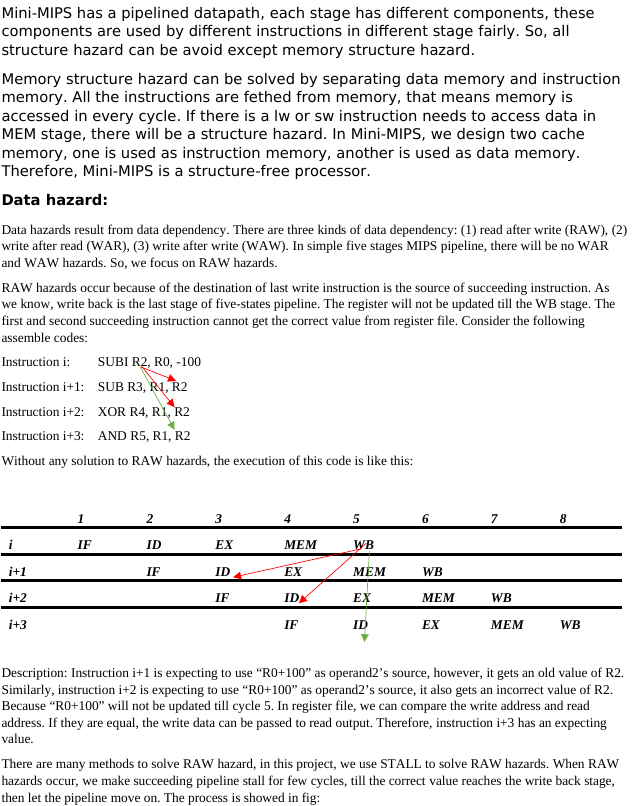 Mini-MIPS has a pipelined datapath, each stage has different components, these
components are used by different instructions in different stage fairly. So, all
structure hazard can be avoid except memory structure hazard.
Memory structure hazard can be solved by separating data memory and instruction
memory. All the instructions are fethed from memory, that means memory is
accessed in every cycle. If there is a lw or sw instruction needs to access data in
MEM stage, there will be a structure hazard. In Mini-MIPS, we design two cache
memory, one is used as instruction memory, another is used as data memory.
Therefore, Mini-MIPS is a structure-free processor.
Data hazard:
Data hazards result from data dependency. There are three kinds of data dependency: (1) read after write (RAW), (2)
write after read (WAR), (3) write after write (WAW). In simple five stages MIPS pipeline, there will be no WAR
and WAW hazards. So, we focus on RAW hazards.
RAW hazards occur because of the destination of last write instruction is the source of succeeding instruction. As
we know, write back is the last stage of five-states pipeline. The register will not be updated till the WB stage. The
first and second succeeding instruction cannot get the correct value from register file. Consider the following
assemble codes:
Instruction i: SUBI R2, R0, -100
Instruction i+1: SUB R3, R1, R2
Instruction i+2: XOR R4, R1, R2
Instruction i+3: AND R5, R1, R2
Without any solution to RAW hazards, the execution of this code is like this:
1 2 3 4 5 6 7 8
i IF ID EX MEM WB
i+1 IF ID EX MEM WB
i+2 IF ID EX MEM WB
i+3 IF ID EX MEM WB
Description: Instruction i+1 is expecting to use “R0+100” as operand2’s source, however, it gets an old value of R2.
Similarly, instruction i+2 is expecting to use “R0+100” as operand2’s source, it also gets an incorrect value of R2.
Because “R0+100” will not be updated till cycle 5. In register file, we can compare the write address and read
address. If they are equal, the write data can be passed to read output. Therefore, instruction i+3 has an expecting
value.
There are many methods to solve RAW hazard, in this project, we use STALL to solve RAW hazards. When RAW
hazards occur, we make succeeding pipeline stall for few cycles, till the correct value reaches the write back stage,
then let the pipeline move on. The process is showed in fig: